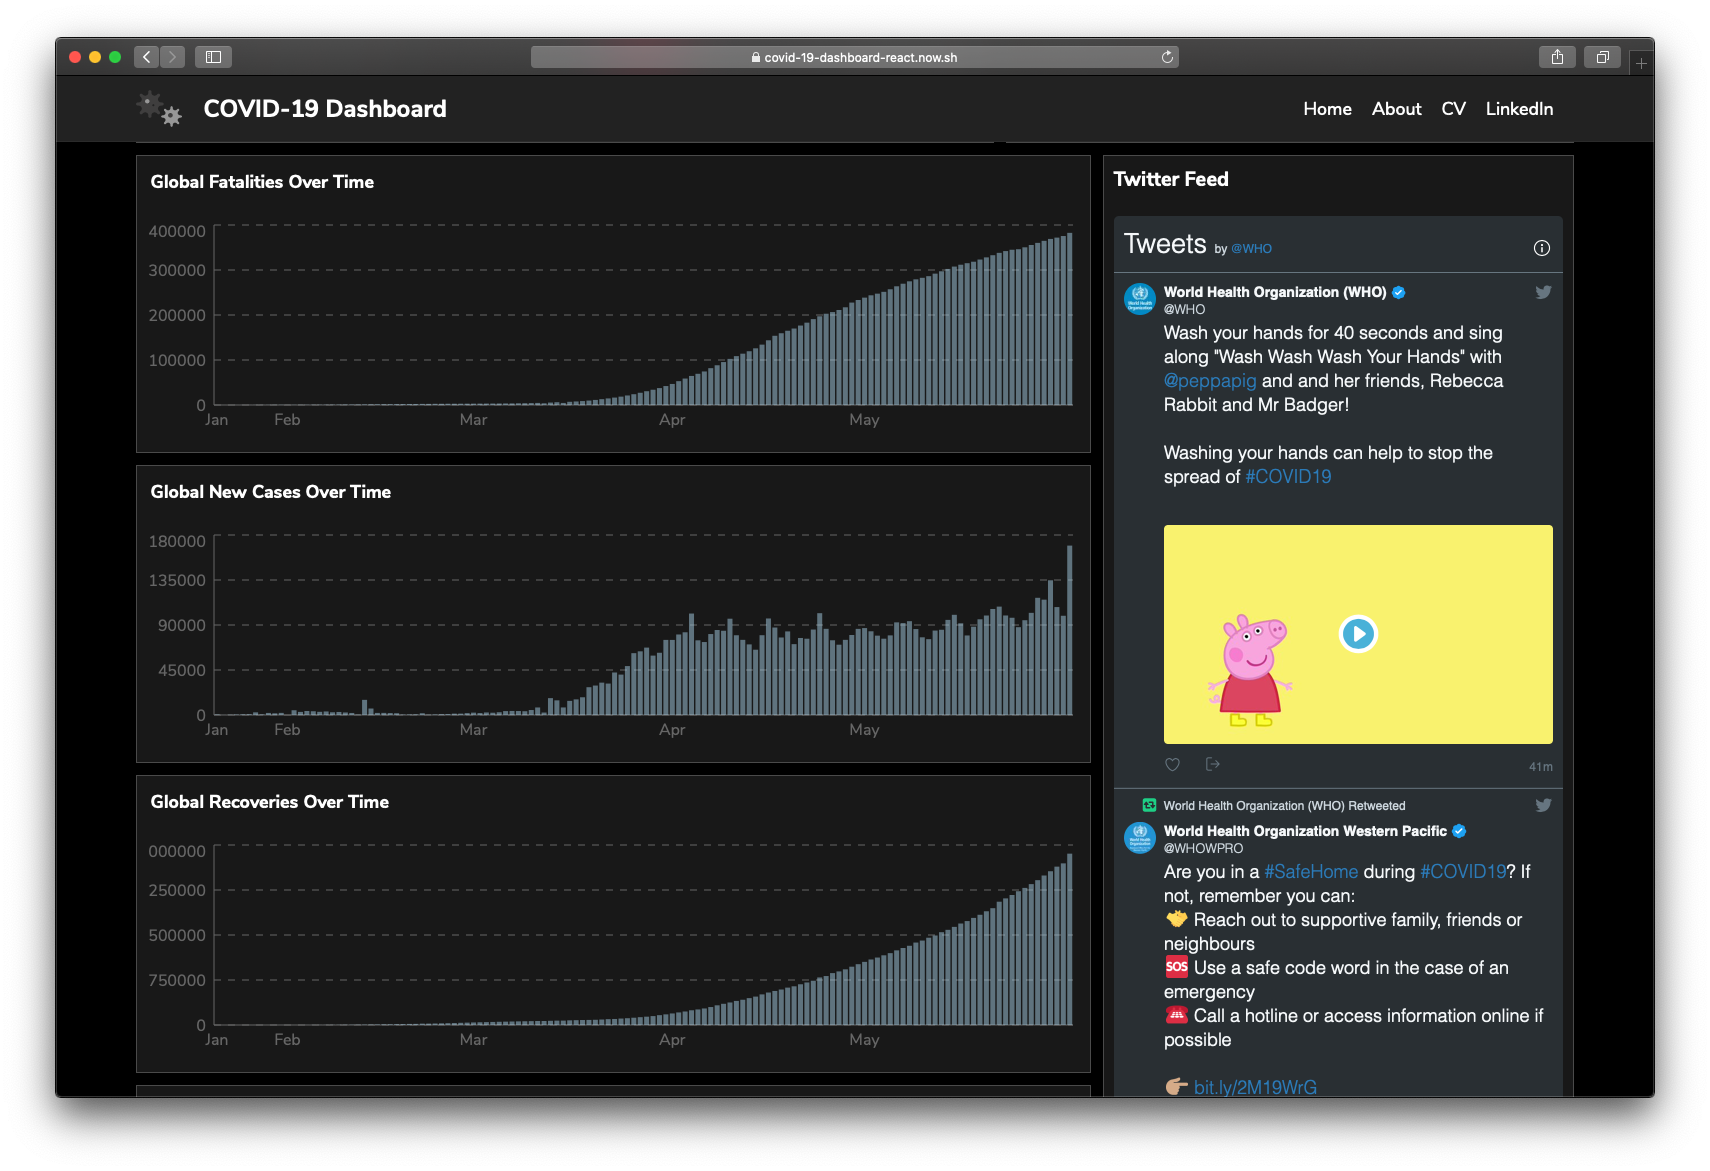 covid-19-dashboard-react.now.sh
COVID-19 Dashboard
Home About CV LinkedIn
Global Fatalities Over Time
400000
300000
200000
100000
0
Jan Feb Mar Apr May
Global New Cases Over Time
180000
135000
90000
45000
0
Jan Feb Mar Apr May
Global Recoveries Over Time
000000
250000
500000
750000
0
Jan Feb Mar Apr May
Twitter Feed
Tweets by @WHO
World Health Organization (WHO)
@WHO
Wash your hands for 40 seconds and sing
along "Wash Wash Wash Your Hands" with
@peppapig and and her friends, Rebecca
Rabbit and Mr Badger!
Washing your hands can help to stop the
spread of #COVID19
41m
World Health Organization (WHO) Retweeted
World Health Organization Western Pacific
@WHOWPRO
Are you in a #SafeHome during #COVID19? If
not, remember you can:
Reach out to supportive family, friends or
neighbours
SOS Use a safe code word in the case of an
emergency
Call a hotline or access information online if
possible
bit.ly/2M19WrG